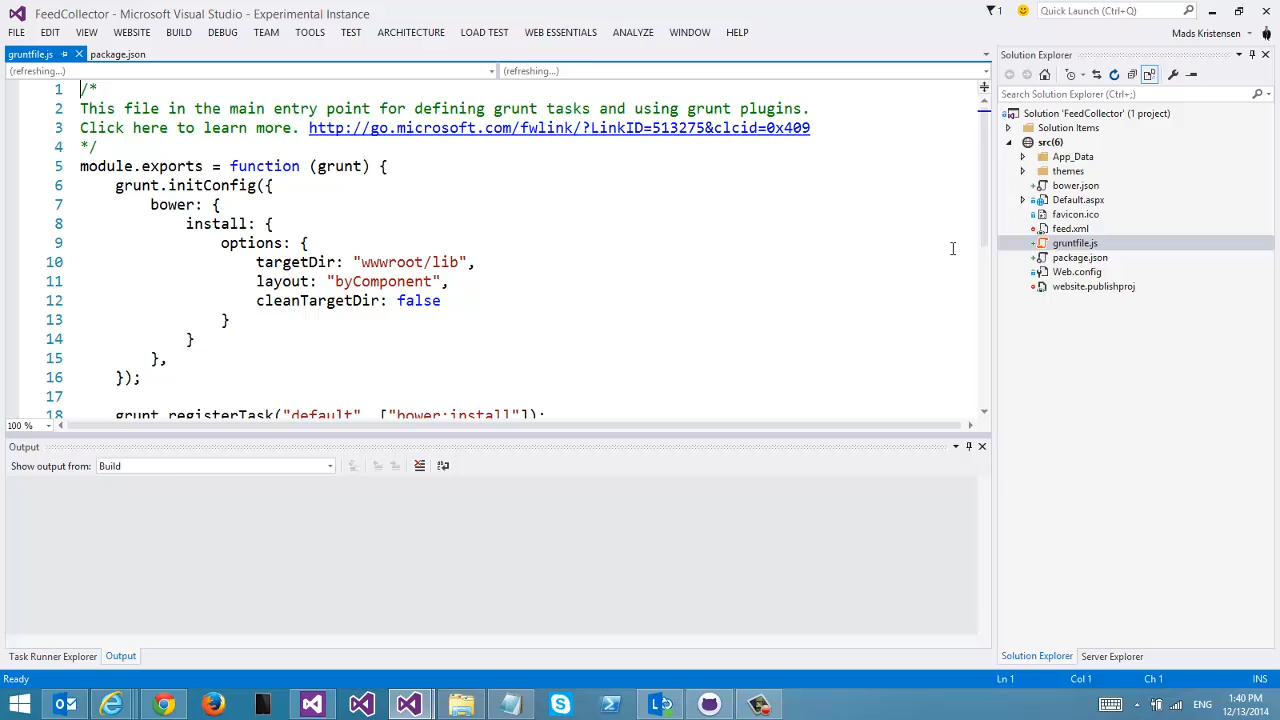 FeedCollector - Microsoft Visual Studio - Experimental Instance
1
Quick Launch (Ctrl+Q)
FILE EDIT VIEW WEBSITE BUILD DEBUG TEAM TOOLS TEST ARCHITECTURE LOAD TEST WEB ESSENTIALS ANALYZE WINDOW HELP
Mads Kristensen
gruntfile.js
package.json
(refreshing...)
(refreshing...)
1 /*
2 This file in the main entry point for defining grunt tasks and using grunt plugins.
3 Click here to learn more. http://go.microsoft.com/fwlink/?LinkID=513275&clcid=0x409
4 */
5 module.exports = function (grunt) {
6 grunt.initConfig({
7 bower: {
8 install: {
9 options: {
10 targetDir: "wwwroot/lib",
11 layout: "byComponent",
12 cleanTargetDir: false
13 }
14 }
15 },
16 });
17
18 grunt.registerTask("default", ["bower:install"]);
100 %
Output
Show output from: Build
Task Runner Explorer
Output
Solution Explorer
Search Solution Explorer (Ctrl+;)
Solution 'FeedCollector' (1 project)
Solution Items
src(6)
App_Data
themes
bower.json
Default.aspx
favicon.ico
feed.xml
gruntfile.js
package.json
Web.config
website.publishproj
Solution Explorer
Server Explorer
Ready
Ln 1
Col 1
Ch 1
INS
ENG
1:40 PM
12/13/2014